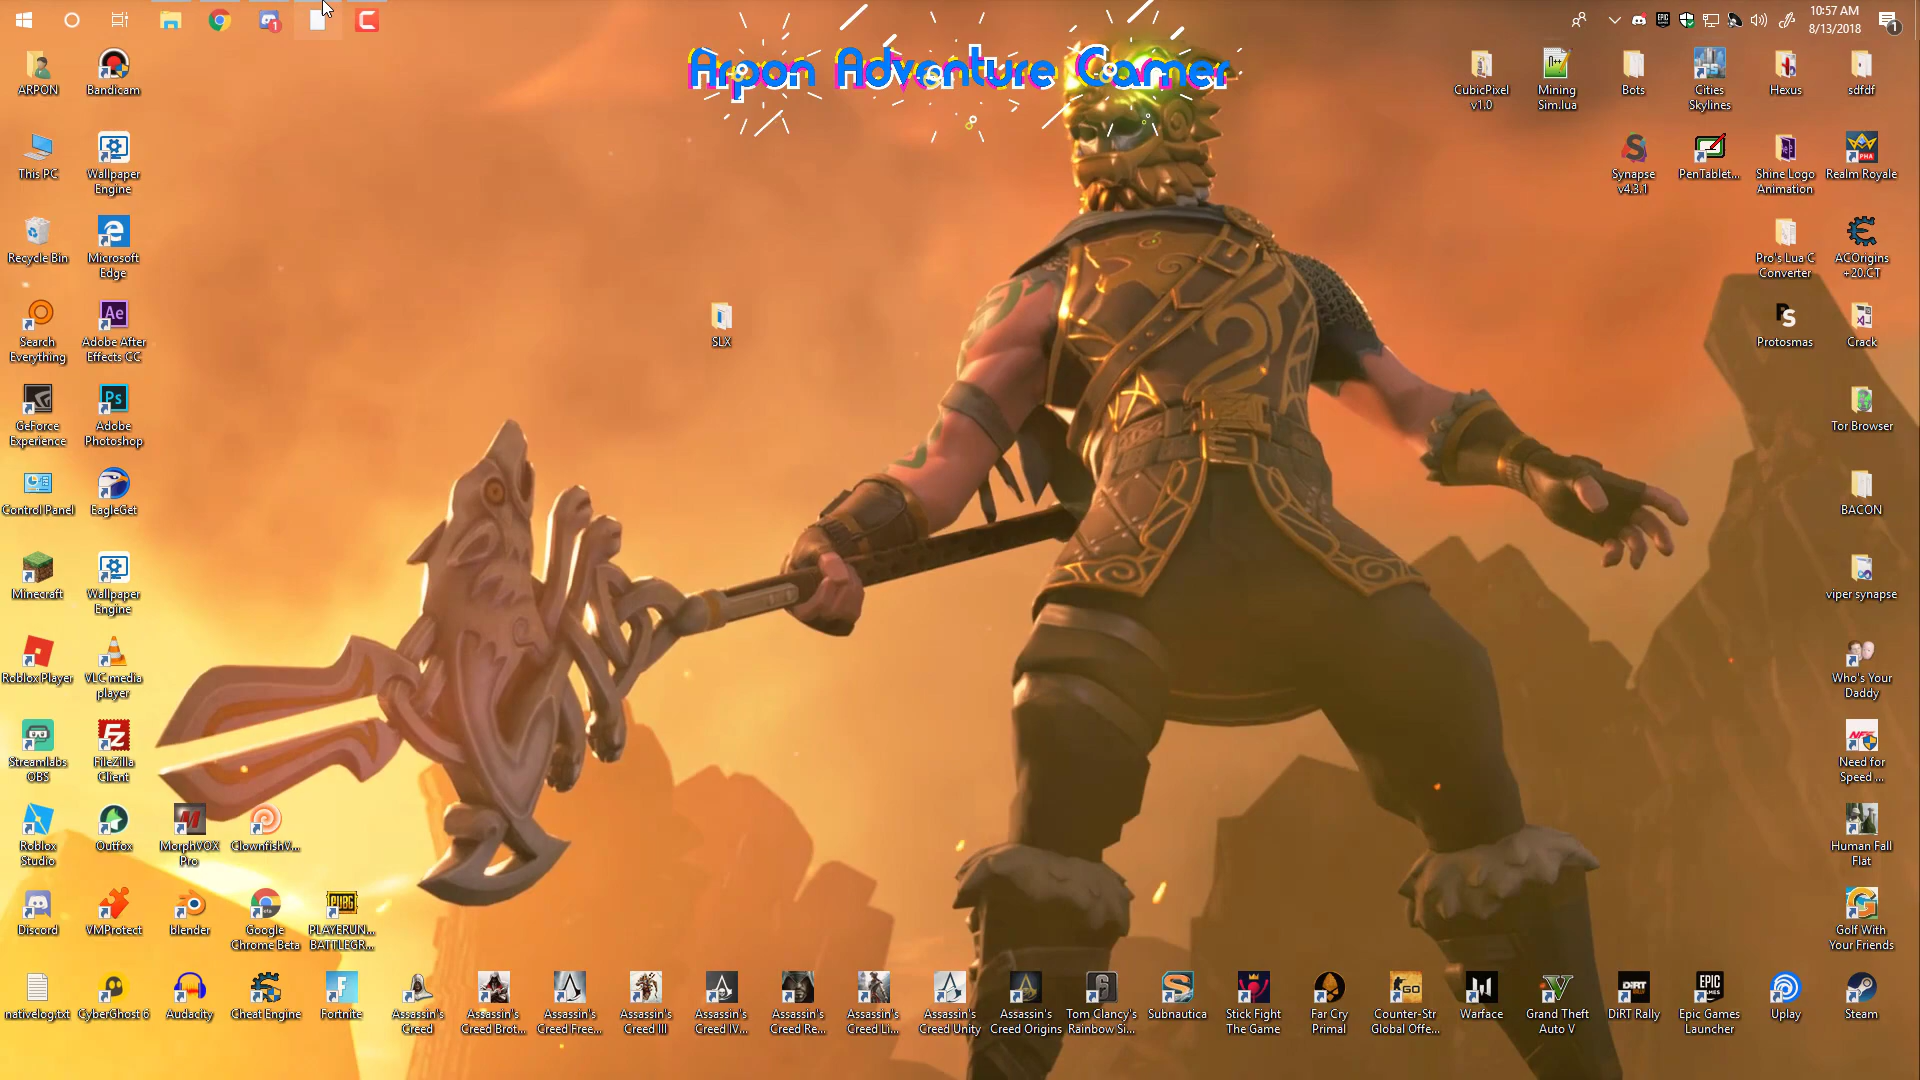 10:57 AM
8/13/2018
1
1
Arpon Adventure Gamer
ARPON
Bandicam
CubicPixel
v1.0
Mining
Sim.lua
Bots
Cities
Skylines
Hexus
sdfdf
This PC
Wallpaper
Engine
Synapse
v4.3.1
PenTablet...
Shine Logo
Animation
Realm Royale
Recycle Bin
Microsoft
Edge
Pro's Lua C
Converter
ACOrigins
+20.CT
Search
Everything
Adobe After
Effects CC
SLX
Protosmas
Crack
GeForce
Experience
Adobe
Photoshop
Tor Browser
Control Panel
EagleGet
BACON
Minecraft
Wallpaper
Engine
viper synapse
Roblox Player
VLC media
player
Who's Your
Daddy
Streamlabs
OBS
FileZilla
Client
Need for
Speed ...
Roblox
Studio
Outfox
MorphVOX
Pro
ClownfishV...
Human Fall
Flat
Discord
VMProtect
blender
Google
Chrome Beta
PLAYERUN...
BATTLEGR...
Golf With
Your Friends
nativelog.txt
CyberGhost 6
Audacity
Cheat Engine
Fortnite
Assassin's
Creed
Assassin's
Creed Brot...
Assassin's
Creed Free...
Assassin's
Creed III
Assassin's
Creed IV...
Assassin's
Creed Re...
Assassin's
Creed Li...
Assassin's
Creed Unity
Assassin's
Creed Origins
Tom Clancy's
Rainbow Si...
Subnautica
Stick Fight
The Game
Far Cry
Primal
Counter-Str
Global Offe...
Warface
Grand Theft
Auto V
DiRT Rally
Epic Games
Launcher
Uplay
Steam